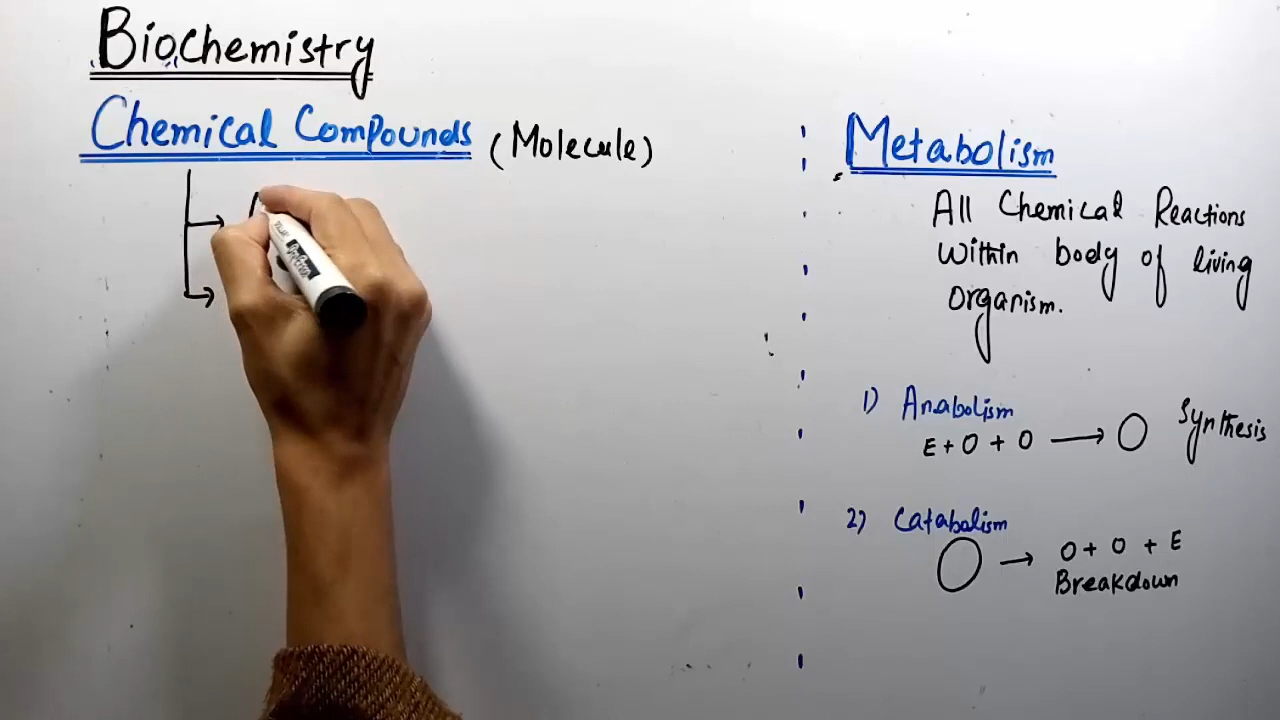 Biochemistry
Chemical Compounds (Molecule)
Metabolism
All Chemical Reactions
Within body of living
Organism.
1) Anabolism
E + O + O → O Synthesis
2) Catabolism
O → O + O + E
Breakdown